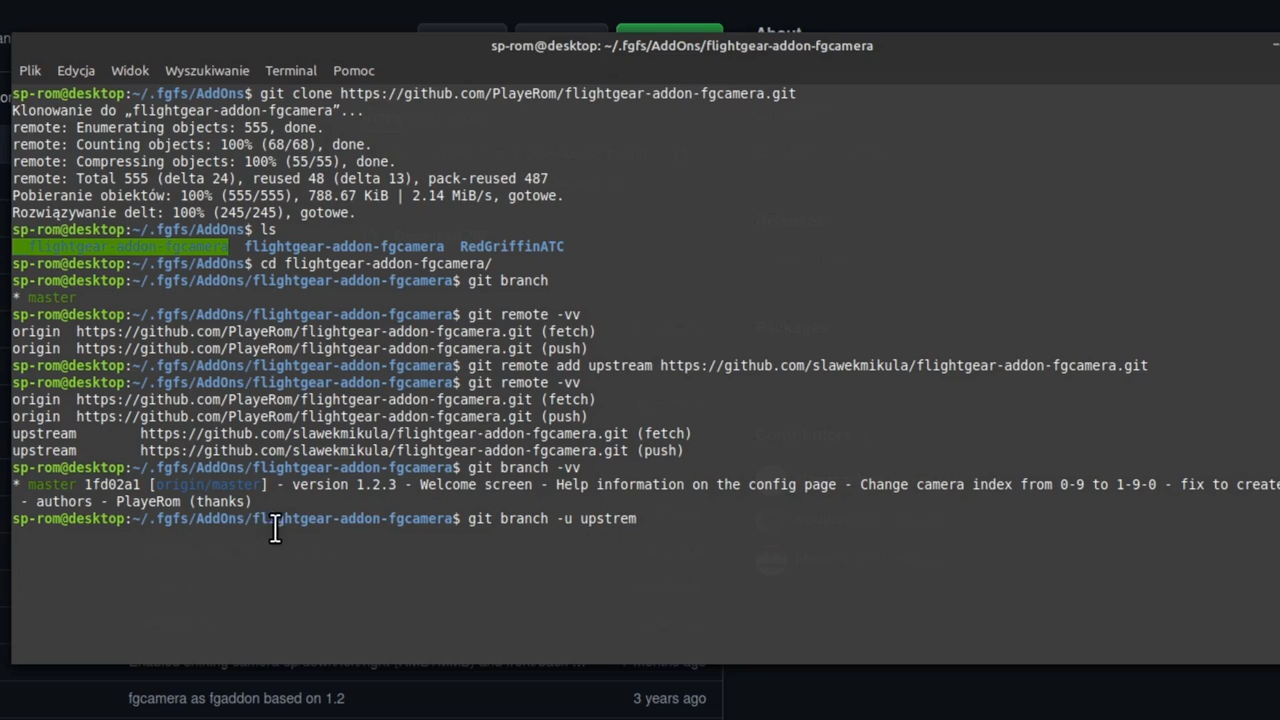 About
sp-rom@desktop: ~/.fgfs/AddOns/flightgear-addon-fgcamera
Plik Edycja Widok Wyszukiwanie Terminal Pomoc
sp-rom@desktop:~/.fgfs/AddOns$ git clone https://github.com/PlayeRom/flightgear-addon-fgcamera.git
Klonowanie do „flightgear-addon-fgcamera”...
remote: Enumerating objects: 555, done.
remote: Counting objects: 100% (68/68), done.
remote: Compressing objects: 100% (55/55), done.
remote: Total 555 (delta 24), reused 48 (delta 13), pack-reused 487
Pobieranie obiektów: 100% (555/555), 788.67 KiB | 2.14 MiB/s, gotowe.
Rozwiązywanie delt: 100% (245/245), gotowe.
sp-rom@desktop:~/.fgfs/AddOns$ ls
_flightgear-addon-fgcamera flightgear-addon-fgcamera RedGriffinATC
sp-rom@desktop:~/.fgfs/AddOns$ cd flightgear-addon-fgcamera/
sp-rom@desktop:~/.fgfs/AddOns/flightgear-addon-fgcamera$ git branch
* master
sp-rom@desktop:~/.fgfs/AddOns/flightgear-addon-fgcamera$ git remote -vv
origin https://github.com/PlayeRom/flightgear-addon-fgcamera.git (fetch)
origin https://github.com/PlayeRom/flightgear-addon-fgcamera.git (push)
sp-rom@desktop:~/.fgfs/AddOns/flightgear-addon-fgcamera$ git remote add upstream https://github.com/slawekmikula/flightgear-addon-fgcamera.git
sp-rom@desktop:~/.fgfs/AddOns/flightgear-addon-fgcamera$ git remote -vv
origin https://github.com/PlayeRom/flightgear-addon-fgcamera.git (fetch)
origin https://github.com/PlayeRom/flightgear-addon-fgcamera.git (push)
upstream https://github.com/slawekmikula/flightgear-addon-fgcamera.git (fetch)
upstream https://github.com/slawekmikula/flightgear-addon-fgcamera.git (push)
sp-rom@desktop:~/.fgfs/AddOns/flightgear-addon-fgcamera$ git branch -vv
* master 1fd02a1 [origin/master] - version 1.2.3 - Welcome screen - Help information on the config page - Change camera index from 0-9 to 1-9-0 - fix to create
- authors - PlayeRom (thanks)
sp-rom@desktop:~/.fgfs/AddOns/flightgear-addon-fgcamera$ git branch -u upstrem
fgcamera as fgaddon based on 1.2 3 years ago